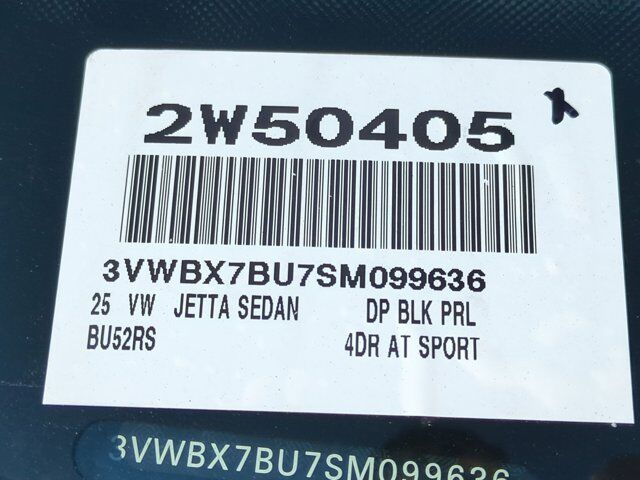 2W50405
3VWBX7BU7SM099636
25 VW JETTA SEDAN DP BLK PRL
BU52RS 4DR AT SPORT
3VWBX7BU7SM099636